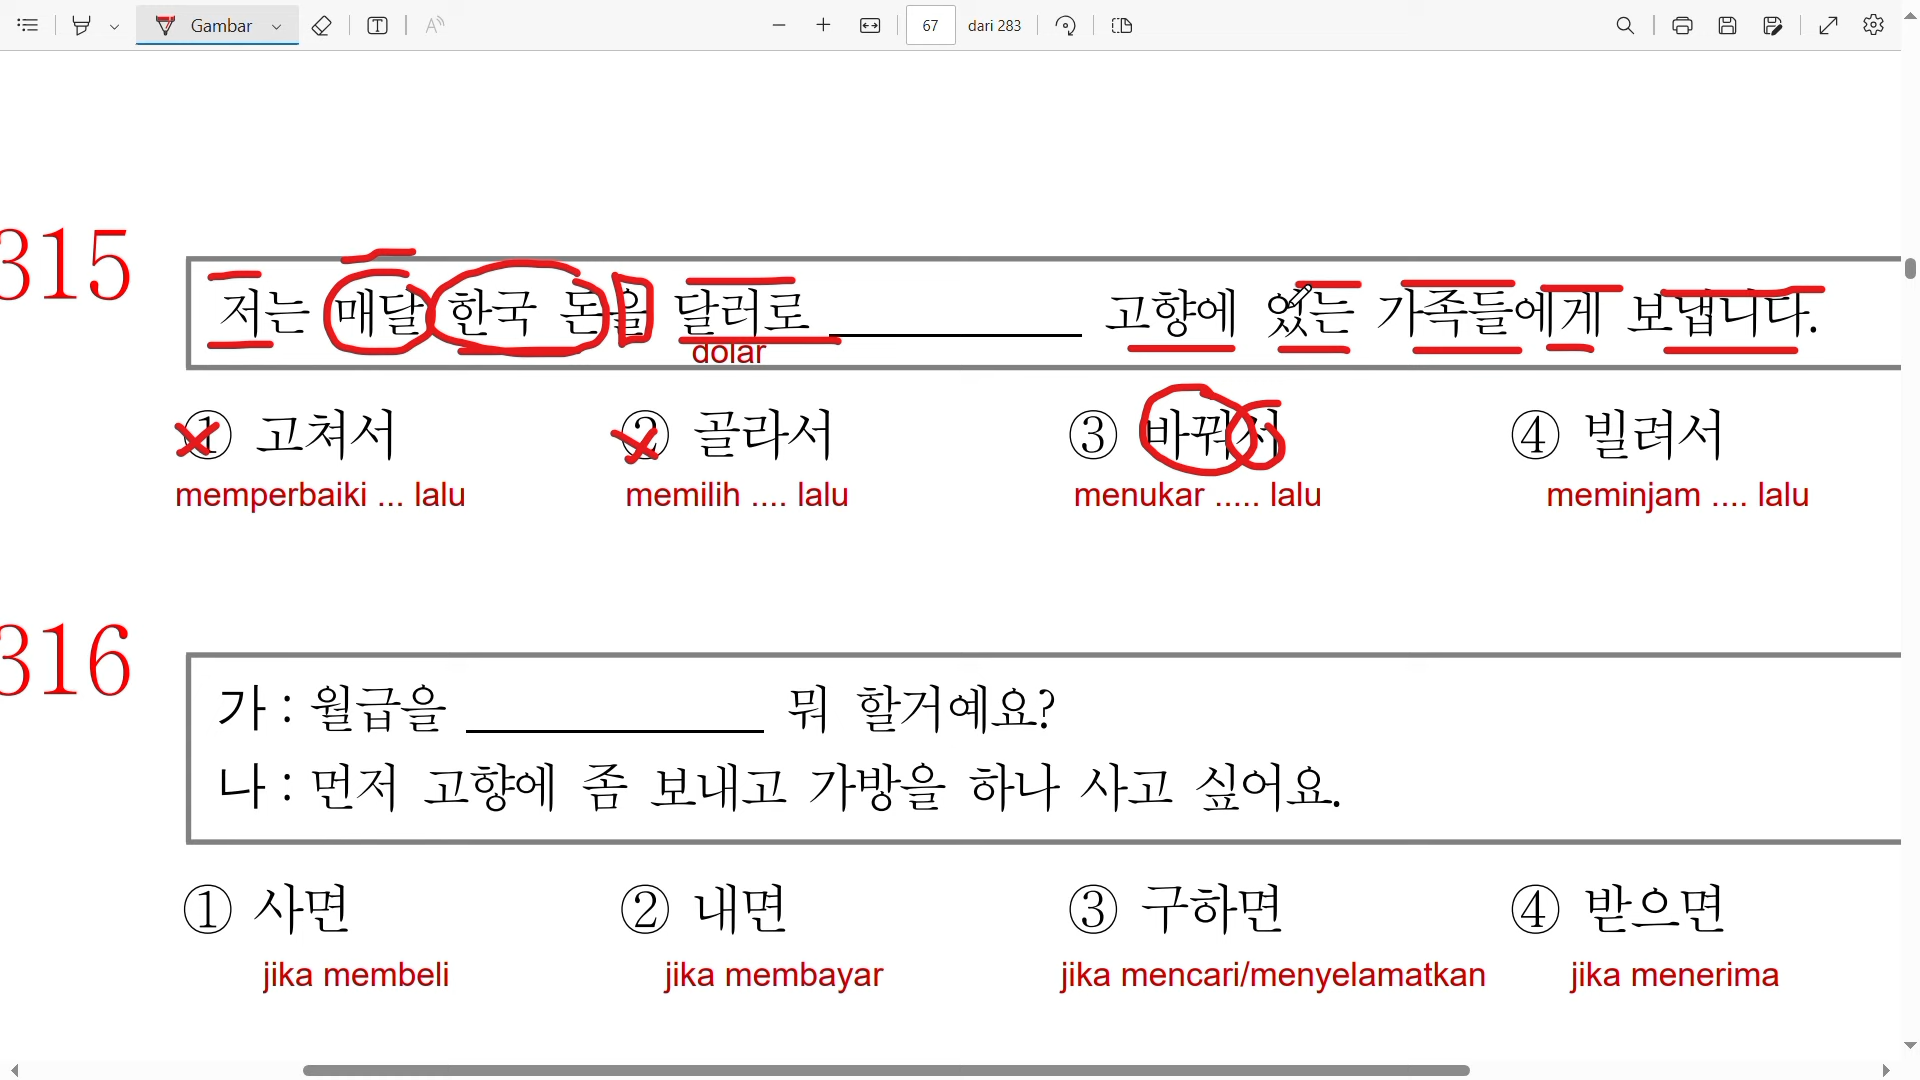 Gambar 67 dari 283
315
저는 매달 한국 돈을 달러로 __________ 고향에 있는 가족들에게 보냅니다.
dolar
① 고쳐서 ② 골라서 ③ 바꿔서 ④ 빌려서
memperbaiki ... lalu memilih .... lalu menukar ..... lalu meminjam .... lalu
316
가 : 월급을 __________ 뭐 할거예요?
나 : 먼저 고향에 좀 보내고 가방을 하나 사고 싶어요.
① 사면 ② 내면 ③ 구하면 ④ 받으면
jika membeli jika membayar jika mencari/menyelamatkan jika menerima